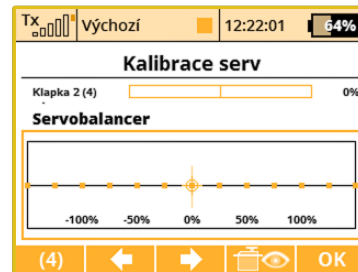 Tx Výchozí 12:22:01 64%
Kalibrace serv
Klapka 2 (4) 0%
Servobalancer
-100% -50% 0% 50% 100%
(4) OK